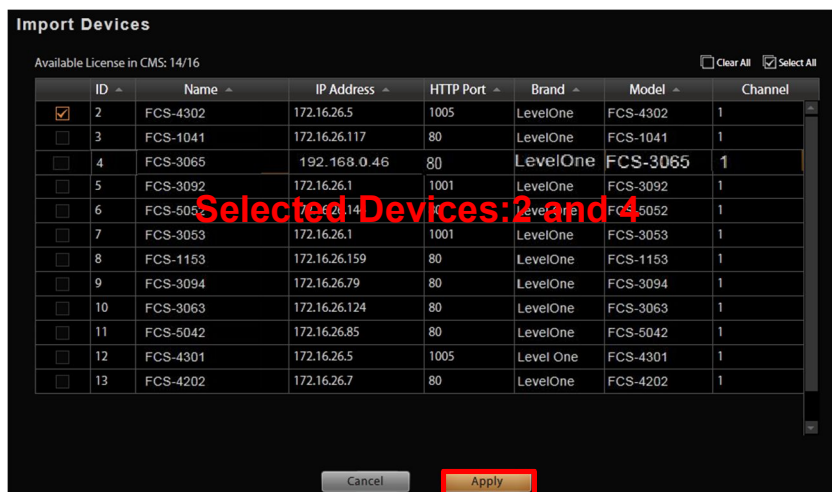 Import Devices
Available License in CMS: 14/16 Clear All Select All
ID Name IP Address HTTP Port Brand Model Channel
2 FCS-4302 172.16.26.5 1005 LevelOne FCS-4302 1
3 FCS-1041 172.16.26.117 80 LevelOne FCS-1041 1
4 FCS-3065 192.168.0.46 80 LevelOne FCS-3065 1
5 FCS-3092 172.16.26.1 1001 LevelOne FCS-3092 1
6 FCS-5052 LevelOne FCS-5052 1
Selected Devices:2 and 4
7 FCS-3053 172.16.26.1 1001 LevelOne FCS-3053 1
8 FCS-1153 172.16.26.159 80 LevelOne FCS-1153 1
9 FCS-3094 172.16.26.79 80 LevelOne FCS-3094 1
10 FCS-3063 172.16.26.124 80 LevelOne FCS-3063 1
11 FCS-5042 172.16.26.85 80 LevelOne FCS-5042 1
12 FCS-4301 172.16.26.5 1005 Level One FCS-4301 1
13 FCS-4202 172.16.26.7 80 LevelOne FCS-4202 1
Cancel Apply